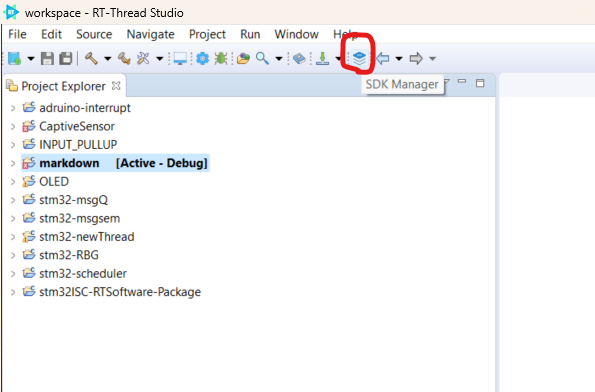 workspace - RT-Thread Studio
File Edit Source Navigate Project Run Window Help
Project Explorer
SDK Manager
adruino-interrupt
CaptiveSensor
INPUT_PULLUP
markdown [Active - Debug]
OLED
stm32-msgQ
stm32-msgsem
stm32-newThread
stm32-RBG
stm32-scheduler
stm32ISC-RTSoftware-Package